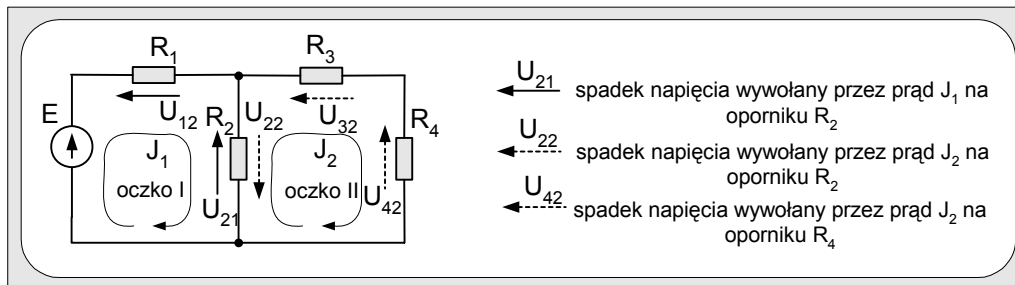 R1
R3
E
U12
R2
U22
U32
R4
J1
oczko I
U21
J2
oczko II
U42
U21 spadek napięcia wywołany przez prąd J1 na
oporniku R2
U22 spadek napięcia wywołany przez prąd J2 na
oporniku R2
U42 spadek napięcia wywołany przez prąd J2 na
oporniku R4